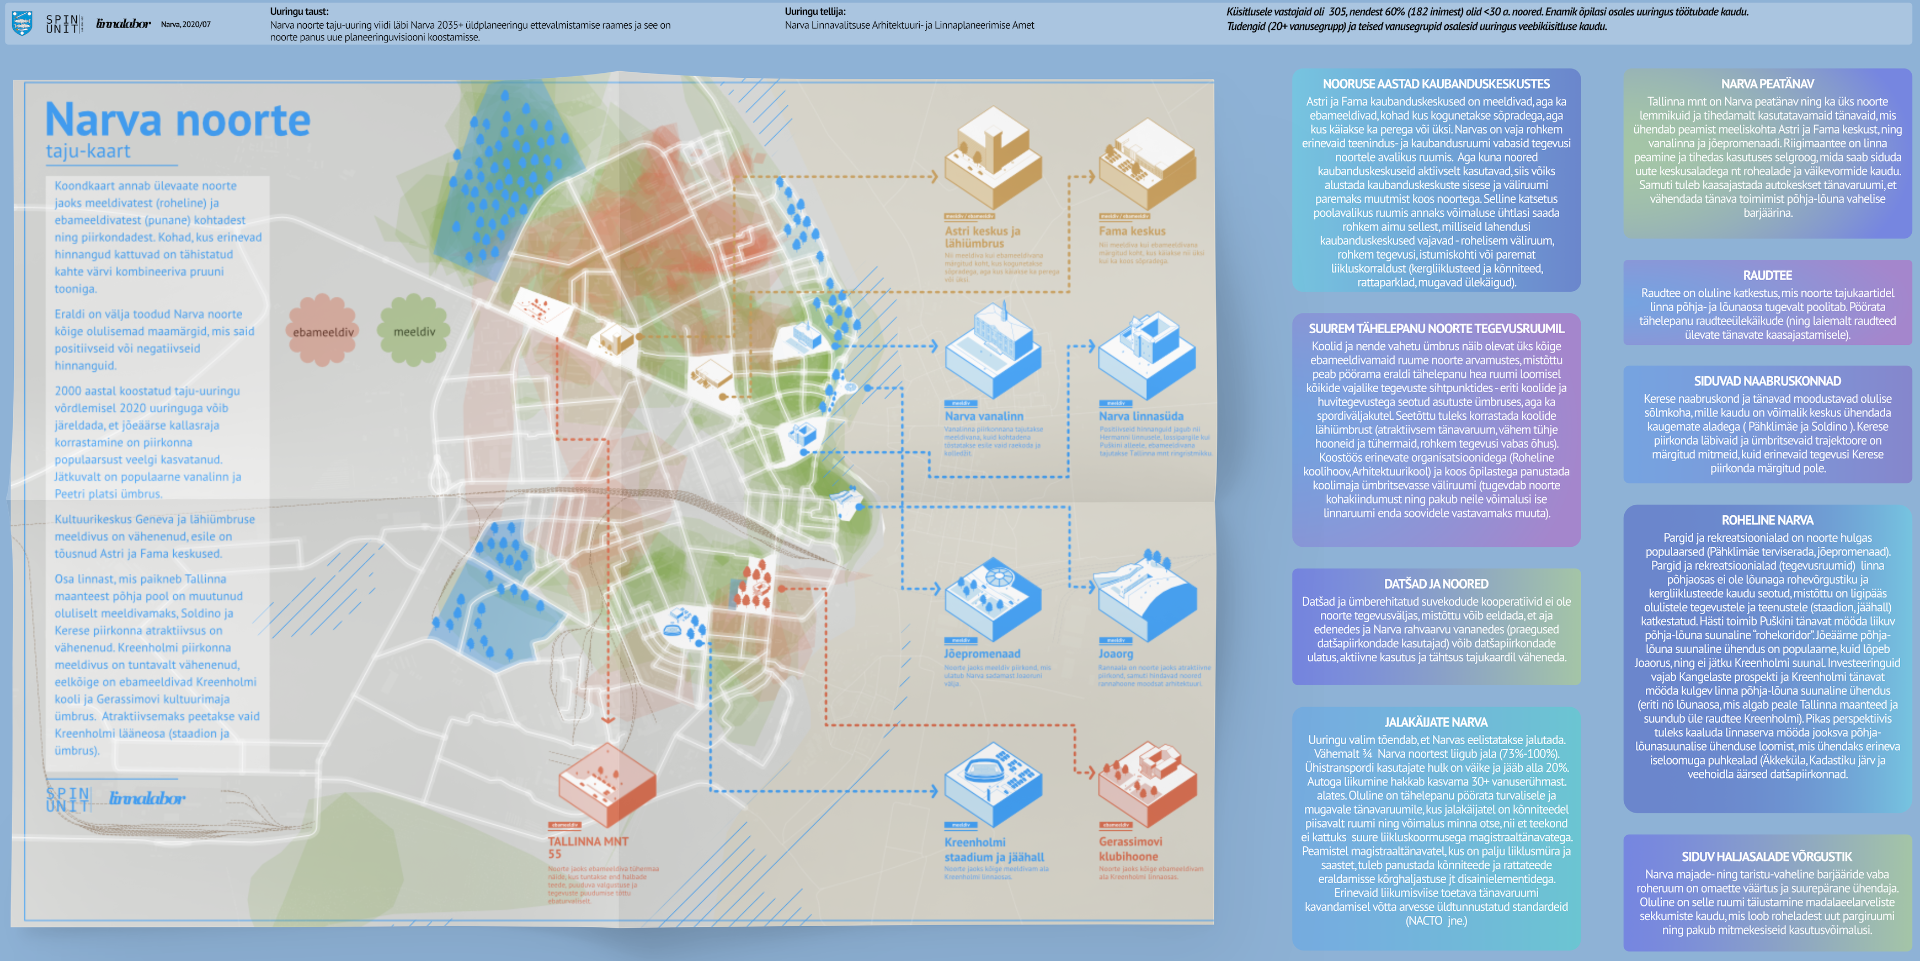 SPIN
UNIT
linnalabor
Narva, 2020/07
Uuringu taust:
Narva noorte taju-uuring viidi läbi Narva 2035+ üldplaneeringu ettevalmistamise raames ja see on
noorte panus uue planeeringuvisiooni koostamisse.
Uuringu tellija:
Narva Linnavalitsuse Arhitektuuri- ja Linnaplaneerimise Amet
Küsitlusele vastajaid oli 305, nendest 60% (182 inimest) olid <30 a. noored. Enamik õpilasi osales uuringus töötubade kaudu.
Tudengid (20+ vanusegrupp) ja teised vanusegrupid osalesid uuringus veebiküsitluse kaudu.
Narva noorte
taju-kaart
Koondkaart annab ülevaate noorte
jaoks meeldivatest (roheline) ja
ebameeldivatest (punane) kohtadest
ning piirkondadest. Kohad, kus erinevad
hinnangud kattuvad on tähistatud
kahte värvi kombineeriva pruuni
tooniga.
Eraldi on välja toodud Narva noorte
kõige olulisemad maamärgid, mis said
positiivseid või negatiivseid
hinnanguid.
2000 aastal koostatud taju-uuringu
võrdlemisel 2020 uuringuga võib
järeldada, et jõeäärse kallasraja
korrastamine on piirkonna
populaarsust veelgi kasvatanud.
Jätkuvalt on populaarne vanalinn ja
Peetri platsi ümbrus.
Kultuurikeskus Geneva ja lähiümbruse
meeldivus on vähenenud, esile on
tõusnud Astri ja Fama keskused.
Osa linnast, mis paikneb Tallinna
maanteest põhja pool on muutunud
oluliselt meeldivamaks, Soldino ja
Kerese piirkonna atraktiivsus on
vähenenud. Kreenholmi piirkonna
meeldivus on tuntavalt vähenenud,
eelkõige on ebameeldivad Kreenholmi
kooli ja Gerassimovi kultuurimaja
ümbrus. Atraktiivsemaks peetakse vaid
Kreenholmi lääneosa (staadion ja
ümbrus).
SPIN
UNIT
linnalabor
ebameeldiv
meeldiv
Astri keskus ja
lähiümbrus
Fama keskus
meeldiv
Narva vanalinn
meeldiv
Narva linnasüda
meeldiv
Jõepromenaad
meeldiv
Joaorg
ebameeldiv
TALLINNA MNT
55
meeldiv
Kreenholmi
staadium ja jäähall
Noorte jaoks kõige meeldivam ala
Kreenholmi linnaosas.
ebameeldiv
Gerassimovi
klubihoone
Noorte jaoks kõige ebameeldivam
ala Kreenholmi linnaosas.
NOORUSE AASTAD KAUBANDUSKESKUSTES
Astri ja Fama kaubanduskeskused on meeldivad, aga ka
ebameeldivad, kohad kus kogunetakse sõpradega, aga
kus käiakse ka perega või üksi. Narvas on vaja rohkem
erinevaid teenindus- ja kaubandusruumi vabasid tegevusi
noortele avalikus ruumis. Aga kuna noored
kaubanduskeskuseid aktiivselt kasutavad, siis võiks
alustada kaubanduskeskuste sisese ja väliruumi
paremaks muutmist koos noortega. Selline katsetus
poolavalikus ruumis annaks võimaluse ühtlasi saada
rohkem aimu sellest, milliseid lahendusi
kaubanduskeskused vajavad - rohelisem väliruum,
rohkem tegevusi, istumiskohti või paremat
liikluskorraldust (kergliiklusteed ja kõnniteed,
rattaparklad, mugavad ülekäigud).
SUUREM TÄHELEPANU NOORTE TEGEVUSRUUMIL
Koolid ja nende vahetu ümbrus näib olevat üks kõige
ebameeldivamaid ruume noorte arvamustes, mistõttu
peab pöörama eraldi tähelepanu hea ruumi loomisel
kõikide vajalike tegevuste sihtpunktides - eriti koolide ja
huvitegevustega seotud asutuste ümbruses, aga ka
spordiväljakutel. Seetõttu tuleks korrastada koolide
lähiümbrust (atraktiivsem tänavaruum, vähem tühje
hooneid ja tühermaid, rohkem tegevusi vabas õhus).
Koostöös erinevate organisatsioonidega (Roheline
koolihoov, Arhitektuurikool) ja koos õpilastega panustada
koolimaja ümbritsevasse väliruumi (tugevdab noorte
kohakiindumust ning pakub neile võimalusi ise
linnaruumi enda soovidele vastavamaks muuta).
DATŠAD JA NOORED
Datšad ja ümberehitatud suvekodude kooperatiivid ei ole
noorte tegevusväljas, mistõttu võib eeldada, et aja
edenedes ja Narva rahvaarvu vananedes (praegused
datšapiirkondade kasutajad) võib datšapiirkondade
ulatus, aktiivne kasutus ja tähtsus tajukaardil väheneda.
JALAKÄIJATE NARVA
Uuringu valim tõendab, et Narvas eelistatakse jalutada.
Vähemalt ¾ Narva noortest liigub jala (73%-100%).
Ühistranspordi kasutajate hulk on väike ja jääb alla 20%.
Autoga liikumine hakkab kasvama 30+ vanuserühmast.
alates. Oluline on tähelepanu pöörata turvalisele ja
mugavale tänavaruumile, kus jalakäijatel on kõnniteedel
piisavalt ruumi ning võimalus minna otse, nii et teekond
ei kattuks suure liikluskoormusega magistraaltänavatega.
Peamistel magistraaltänavatel, kus on palju liiklusmüra ja
saastet, tuleb panustada kõnniteede ja rattateede
eraldamisse kõrghaljastuse jt disainielementidega.
Erinevaid liikumisviise toetava tänavaruumi
kavandamisel võtta arvesse üldtunnustatud standardeid
(NACTO jne.)
NARVA PEATÄNAV
Tallinna mnt on Narva peatänav ning ka üks noorte
lemmikuid ja tihedamalt kasutatavamaid tänavaid, mis
ühendab peamist meeliskohta Astri ja Fama keskust, ning
vanalinna ja jõepromenaadi. Riigimaantee on linna
peamine ja tihedas kasutuses selgroog, mida saab siduda
uute keskusaladega nt rohealade ja väikevormide kaudu.
Samuti tuleb kaasajastada autokeskset tänavaruumi, et
vähendada tänava toimimist põhja-lõuna vahelise
barjäärina.
RAUDTEE
Raudtee on oluline katkestus, mis noorte tajukaartidel
linna põhja- ja lõunaosa tugevalt poolitab. Pöörata
tähelepanu raudteeülekäikude (ning laiemalt raudteed
ülevate tänavate kaasajastamisele).
SIDUVAD NAABRUSKONNAD
Kerese naabruskond ja tänavad moodustavad olulise
sõlmkoha, mille kaudu on võimalik keskus ühendada
kaugemate aladega ( Pähklimäe ja Soldino ). Kerese
piirkonda läbivaid ja ümbritsevaid trajektoore on
märgitud mitmeid, kuid erinevaid tegevusi Kerese
piirkonda märgitud pole.
ROHELINE NARVA
Pargid ja rekreatsioonialad on noorte hulgas
populaarsed (Pähklimäe terviserada, jõepromenaad).
Pargid ja rekreatsioonialad (tegevusruumid) linna
põhjaosas ei ole lõunaga rohevõrgustiku ja
kergliiklusteede kaudu seotud, mistõttu on ligipääs
olulistele tegevustele ja teenustele (staadion, jäähall)
katkestatud. Hästi toimib Puškini tänavat mööda liikuv
põhja-lõuna suunaline "rohekoridor". Jõeäärne põhja-
lõuna suunaline ühendus on populaarne, kuid lõpeb
Joaorus, ning ei jätku Kreenholmi suunal. Investeeringuid
vajab Kangelaste prospekti ja Kreenholmi tänavat
mööda kulgev linna põhja-lõuna suunaline ühendus
(eriti nö lõunaosa, mis algab peale Tallinna maanteed ja
suundub üle raudtee Kreenholmi). Pikas perspektiivis
tuleks kaaluda linnaserva mööda jooksva põhja-
lõunasuunalise ühenduse loomist, mis ühendaks erineva
iseloomuga puhkealad (Äkkeküla, Kadastiku järv ja
veehoidla äärsed datšapiirkonnad.
SIDUV HALJASALADE VÕRGUSTIK
Narva majade- ning taristu-vaheline barjääride vaba
roheruum on omaette väärtus ja suurepärane ühendaja.
Oluline on selle ruumi täiustamine madalaeelarveliste
sekkumiste kaudu, mis loob roheladest uut pargiruumi
ning pakub mitmekesiseid kasutusvõimalusi.